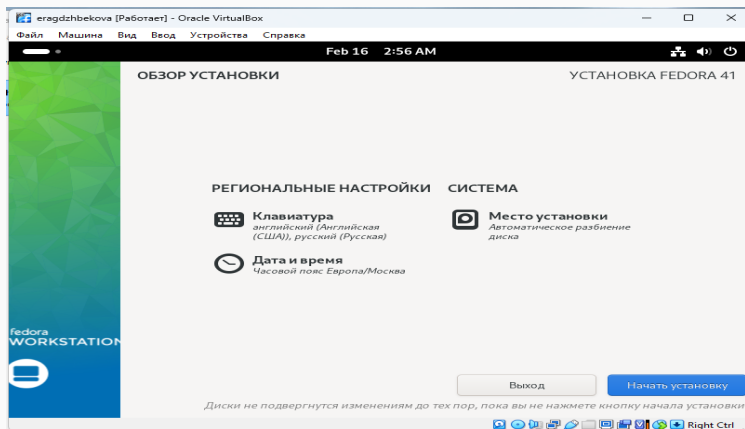 eragdzhbekova [Работает] - Oracle VirtualBox
Файл Машина Вид Ввод Устройства Справка
Feb 16 2:56 AM
ОБЗОР УСТАНОВКИ
УСТАНОВКА FEDORA 41
РЕГИОНАЛЬНЫЕ НАСТРОЙКИ
СИСТЕМА
Клавиатура
английский (Английская
(США)), русский (Русская)
Место установки
Автоматическое разбиение
диска
Дата и время
Часовой пояс Европа/Москва
fedora
WORKSTATION
Выход
Начать установку
Диски не подвергнутся изменениям до тех пор, пока вы не нажмете кнопку начала установки
Right Ctrl